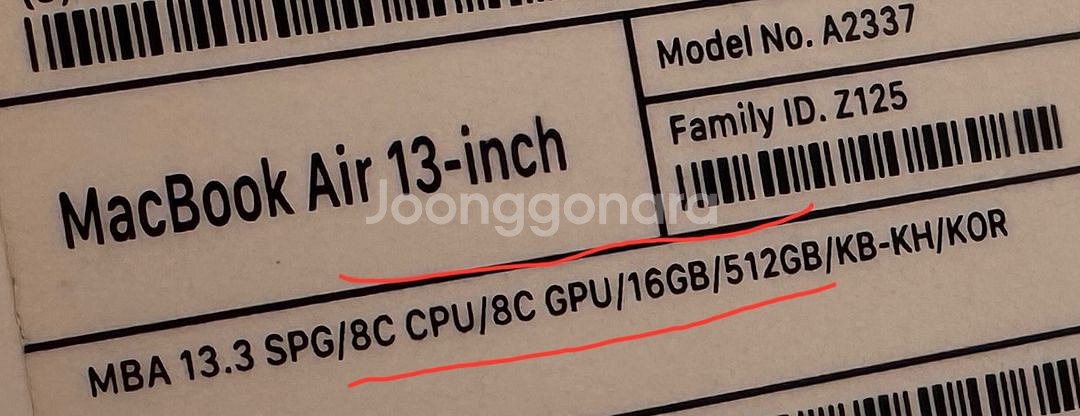 Model No. A2337
Family ID. Z125
MacBook Air 13-inch
Joonggonara
MBA 13.3 SPG/8C CPU/8C GPU/16GB/512GB/KB-KH/KOR